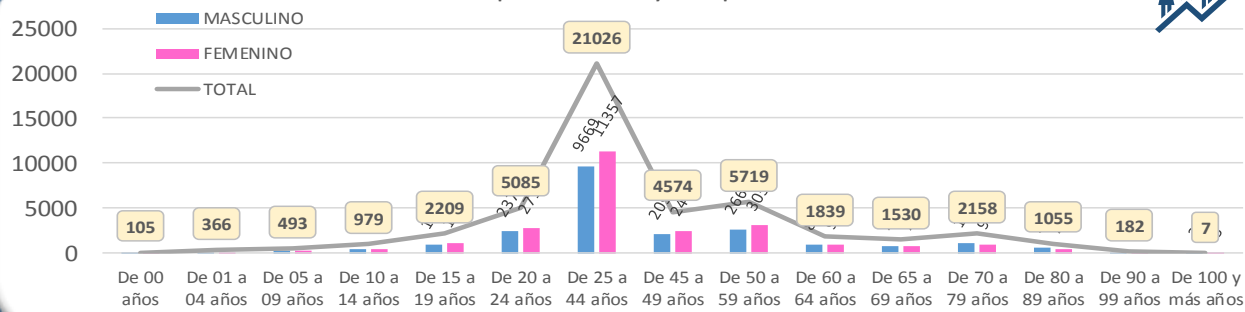 MASCULINO
FEMENINO
TOTAL
25000
20000
15000
10000
5000
0
105
366
493
979
2209
5085
21026
4574
5719
1839
1530
2158
1055
182
7
9669
11357
De 00 años
De 01 a 04 años
De 05 a 09 años
De 10 a 14 años
De 15 a 19 años
De 20 a 24 años
De 25 a 44 años
De 45 a 49 años
De 50 a 59 años
De 60 a 64 años
De 65 a 69 años
De 70 a 79 años
De 80 a 89 años
De 90 a 99 años
De 100 y más años